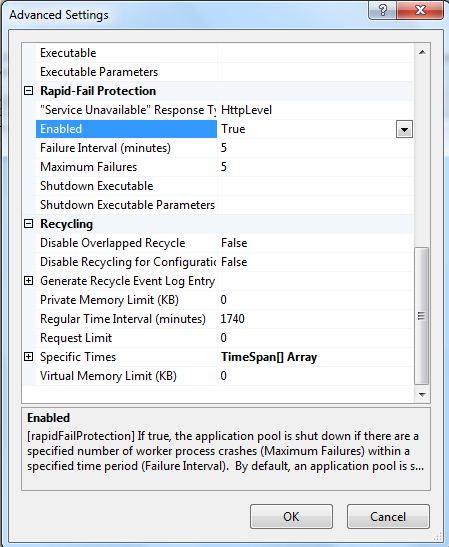 Advanced Settings
?
Executable
Executable Parameters
Rapid-Fail Protection
"Service Unavailable" Response Ty HttpLevel
Enabled True
Failure Interval (minutes) 5
Maximum Failures 5
Shutdown Executable
Shutdown Executable Parameters
Recycling
Disable Overlapped Recycle False
Disable Recycling for Configuratic False
Generate Recycle Event Log Entry
Private Memory Limit (KB) 0
Regular Time Interval (minutes) 1740
Request Limit 0
Specific Times TimeSpan[] Array
Virtual Memory Limit (KB) 0
Enabled
[rapidFailProtection] If true, the application pool is shut down if there are a
specified number of worker process crashes (Maximum Failures) within a
specified time period (Failure Interval).  By default, an application pool is s...
OK Cancel